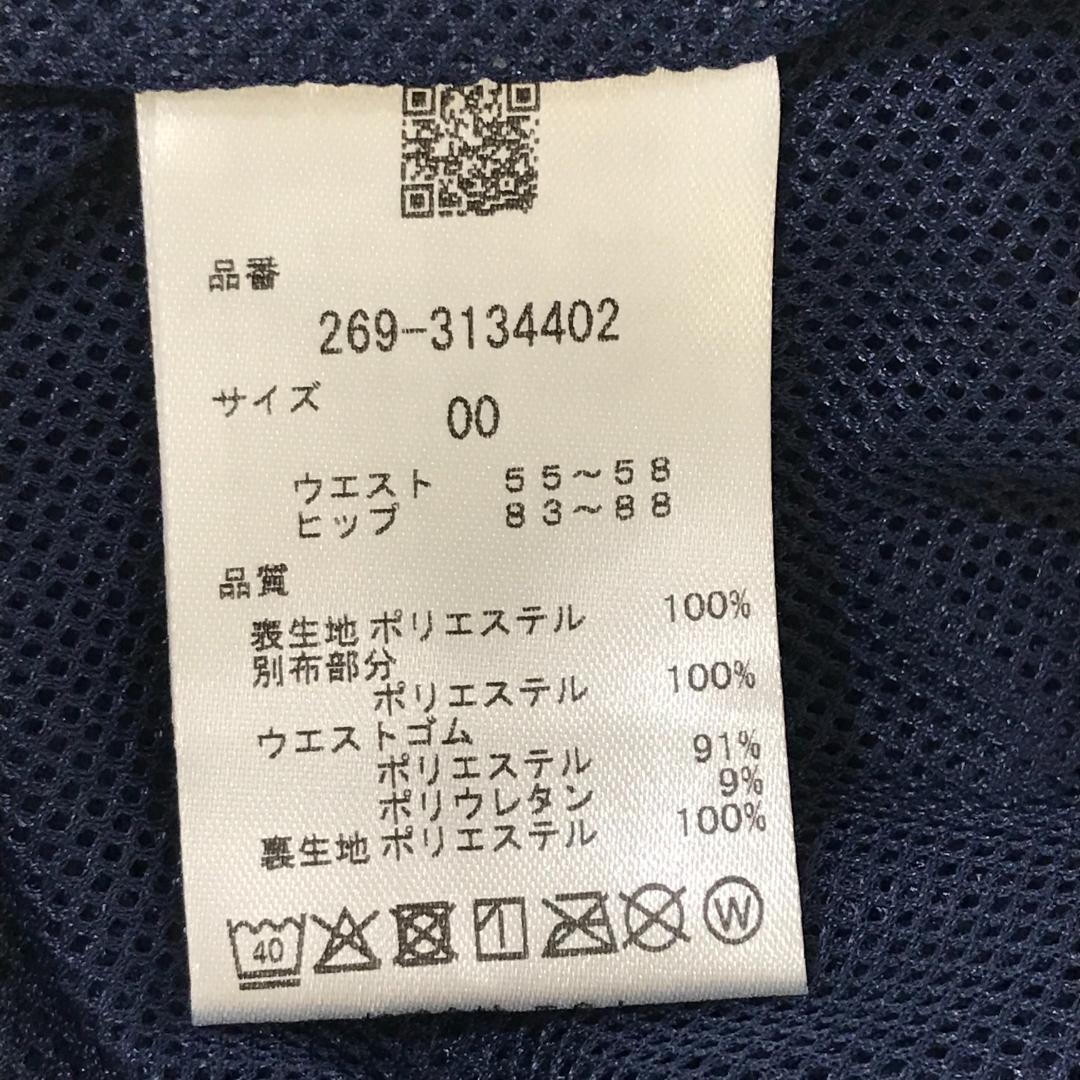 品番
269-3134402
サイズ 00
ウエスト 55～58
ヒップ 83～88
品質
表生地 ポリエステル 100%
別布部分
ポリエステル 100%
ウエストゴム
ポリエステル 91%
ポリウレタン 9%
裏生地 ポリエステル 100%
40 W